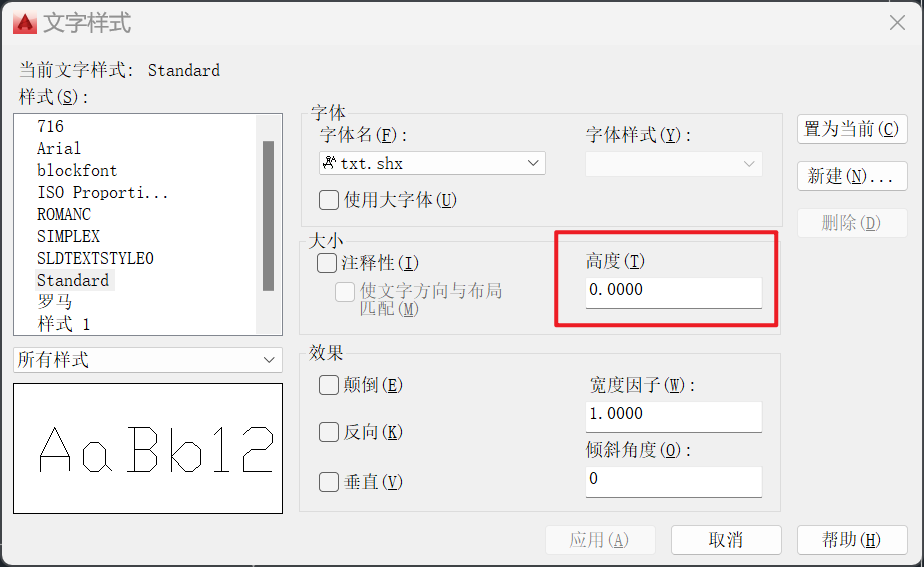 文字样式
当前文字样式: Standard
样式(S):
716
Arial
blockfont
ISO Proporti...
ROMANC
SIMPLEX
SLDTEXTSTYLE0
Standard
罗马
样式 1
所有样式
AaBb12
字体
字体名(F):
txt.shx
使用大字体(U)
字体样式(Y):
大小
注释性(I)
使文字方向与布局
匹配(M)
高度(T)
0.0000
效果
颠倒(E)
反向(K)
垂直(V)
宽度因子(W):
1.0000
倾斜角度(O):
0
置为当前(C)
新建(N)...
删除(D)
应用(A)
取消
帮助(H)